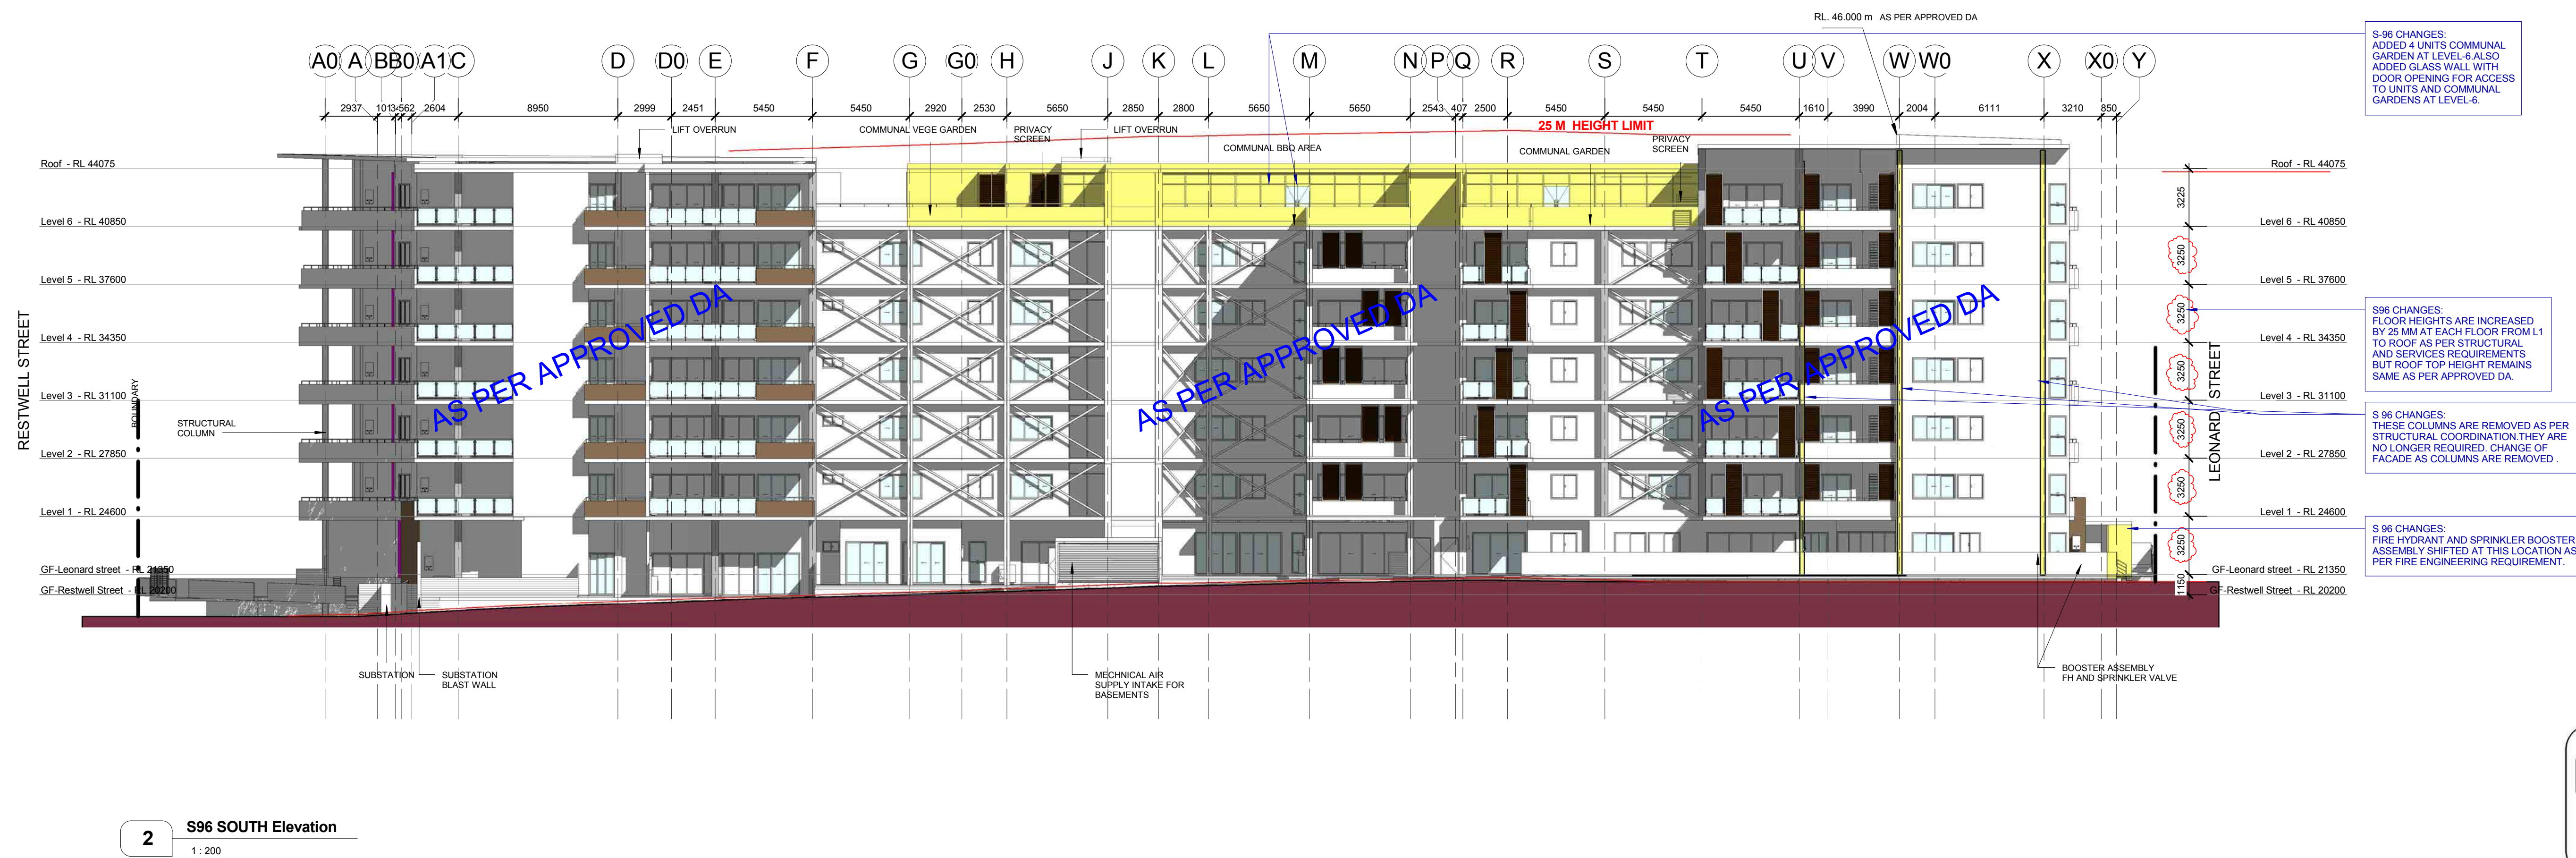 RL. 46.000 m AS PER APPROVED DA
A0 A B B0 A1 C D D0 E F G G0 H J K L M N P Q R S T U V W W0 X X0 Y
2937 2604 8950 2999 2451 5450 5450 2920 2530 5650 2850 2800 5650 5650 2543 407 2500 5450 5450 5450 1610 3990 2004 6111 3210 850
25 M HEIGHT LIMIT
LIFT OVERRUN
COMMUNAL VEGE GARDEN
PRIVACY
SCREEN
LIFT OVERRUN
COMMUNAL BBQ AREA
COMMUNAL GARDEN
PRIVACY
SCREEN
Roof - RL 44075
Level 6 - RL 40850
Level 5 - RL 37600
Level 4 - RL 34350
Level 3 - RL 31100
Level 2 - RL 27850
Level 1 - RL 24600
GF-Leonard street - RL 21350
GF-Restwell Street - RL 20200
RESTWELL STREET
BOUNDARY
STRUCTURAL
COLUMN
AS PER APPROVED DA
AS PER APPROVED DA
AS PER APPROVED DA
Roof - RL 44075
Level 6 - RL 40850
Level 5 - RL 37600
Level 4 - RL 34350
Level 3 - RL 31100
Level 2 - RL 27850
Level 1 - RL 24600
GF-Leonard street - RL 21350
GF-Restwell Street - RL 20200
3225
3250
3250
3250
3250
3250
3250
1150
LEONARD STREET
S-96 CHANGES:
ADDED 4 UNITS COMMUNAL
GARDEN AT LEVEL-6.ALSO
ADDED GLASS WALL WITH
DOOR OPENING FOR ACCESS
TO UNITS AND COMMUNAL
GARDENS AT LEVEL-6.
S96 CHANGES:
FLOOR HEIGHTS ARE INCREASED
BY 25 MM AT EACH FLOOR FROM L1
TO ROOF AS PER STRUCTURAL
AND SERVICES REQUIREMENTS
BUT ROOF TOP HEIGHT REMAINS
SAME AS PER APPROVED DA.
S 96 CHANGES:
THESE COLUMNS ARE REMOVED AS PER
STRUCTURAL COORDINATION.THEY ARE
NO LONGER REQUIRED. CHANGE OF
FACADE AS COLUMNS ARE REMOVED .
S 96 CHANGES:
FIRE HYDRANT AND SPRINKLER BOOSTER
ASSEMBLY SHIFTED AT THIS LOCATION AS
PER FIRE ENGINEERING REQUIREMENT.
SUBSTATION
SUBSTATION
BLAST WALL
MECHNICAL AIR
SUPPLY INTAKE FOR
BASEMENTS
BOOSTER ASSEMBLY
FH AND SPRINKLER VALVE
2
S96 SOUTH Elevation
1 : 200